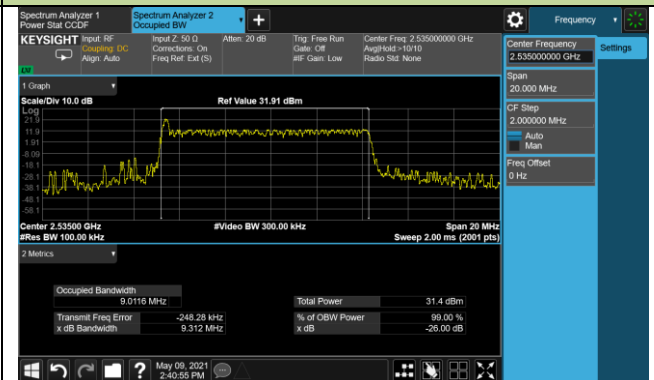 Spectrum Analyzer 1
Power Stat CCDF
Spectrum Analyzer 2
Occupied BW
Frequency
KEYSIGHT
Input: RF
Coupling: DC
Align: Auto
Input Z: 50 Ω
Corrections: On
Freq Ref: Ext (S)
Atten: 20 dB
Trig: Free Run
Gate: Off
#IF Gain: Low
Center Freq: 2.535000000 GHz
Avg|Hold:>10/10
Radio Std: None
Center Frequency
2.535000000 GHz
Settings
Span
20.000 MHz
CF Step
2.000000 MHz
Auto
Man
Freq Offset
0 Hz
1 Graph
Scale/Div 10.0 dB
Ref Value 31.91 dBm
Log
21.9
11.9
1.91
-8.09
-18.1
-28.1
-38.1
-48.1
-58.1
Center 2.53500 GHz
#Video BW 300.00 kHz
Span 20 MHz
#Res BW 100.00 kHz
Sweep 2.00 ms (2001 pts)
2 Metrics
Occupied Bandwidth
9.0116 MHz
Total Power
31.4 dBm
Transmit Freq Error
-248.28 kHz
% of OBW Power
99.00 %
x dB Bandwidth
9.312 MHz
x dB
-26.00 dB
May 09, 2021
2:40:55 PM